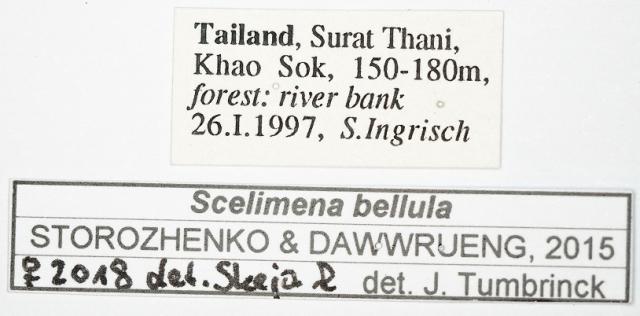 Tailand, Surat Thani,
Khao Sok, 150-180m,
forest: river bank
26.I.1997, S.Ingrisch
Scelimena bellula
STOROZHENKO & DAWWRUENG, 2015
♀ 2018 det. Skejo det. J. Tumbrinck